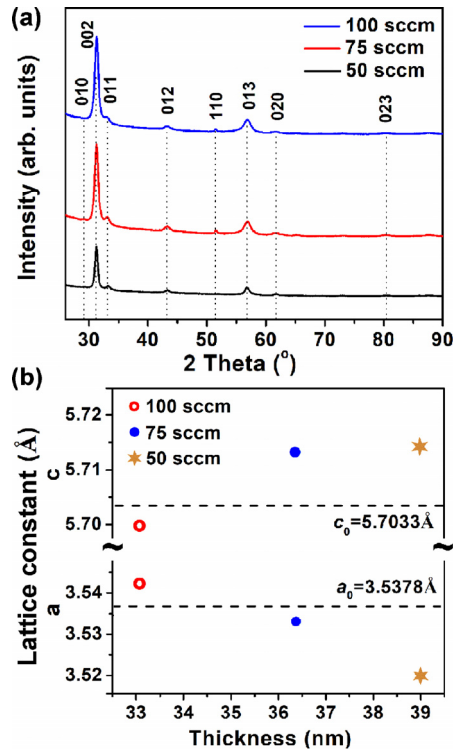 (a)
100 sccm
75 sccm
50 sccm
010
002
011
012
110
013
020
023
Intensity (arb. units)
30 40 50 60 70 80 90
2 Theta (°)
(b)
100 sccm
75 sccm
50 sccm
5.72
5.71
5.70
3.54
3.53
3.52
Lattice constant (Å)
c
a
c₀=5.7033Å
a₀=3.5378Å
33 34 35 36 37 38 39
Thickness (nm)